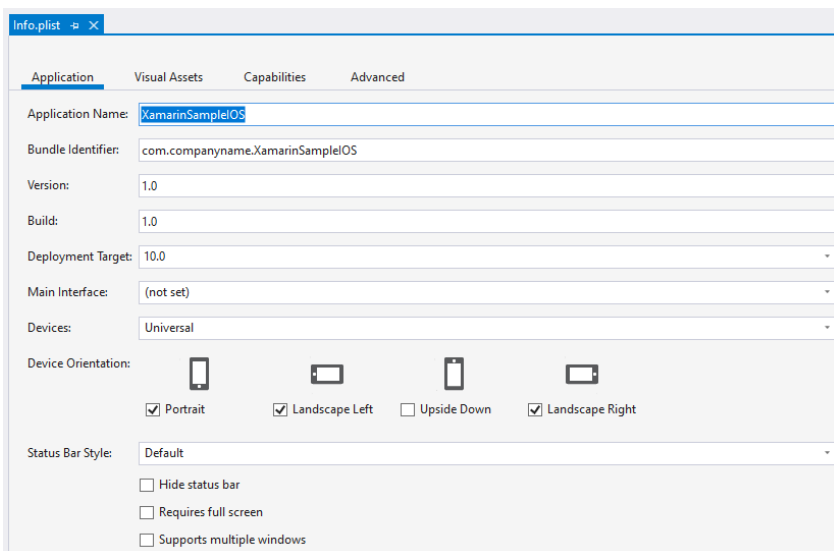 Info.plist
Application Visual Assets Capabilities Advanced
Application Name: XamarinSampleIOS
Bundle Identifier: com.companyname.XamarinSampleIOS
Version: 1.0
Build: 1.0
Deployment Target: 10.0
Main Interface: (not set)
Devices: Universal
Device Orientation:
Portrait Landscape Left Upside Down Landscape Right
Status Bar Style: Default
Hide status bar
Requires full screen
Supports multiple windows